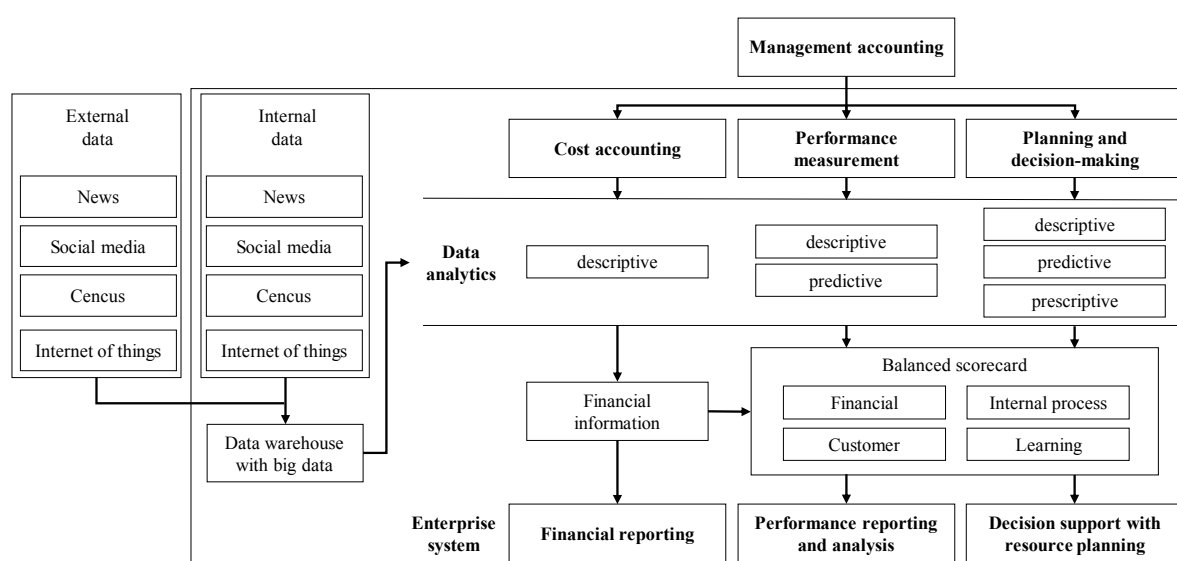 Management accounting
External
data
News
Social media
Cencus
Internet of things
Internal
data
News
Social media
Cencus
Internet of things
Data warehouse
with big data
Cost accounting
Performance
measurement
Planning and
decision-making
Data
analytics
descriptive
descriptive
predictive
descriptive
predictive
prescriptive
Financial
information
Balanced scorecard
Financial
Internal process
Customer
Learning
Enterprise
system
Financial reporting
Performance reporting
and analysis
Decision support with
resource planning